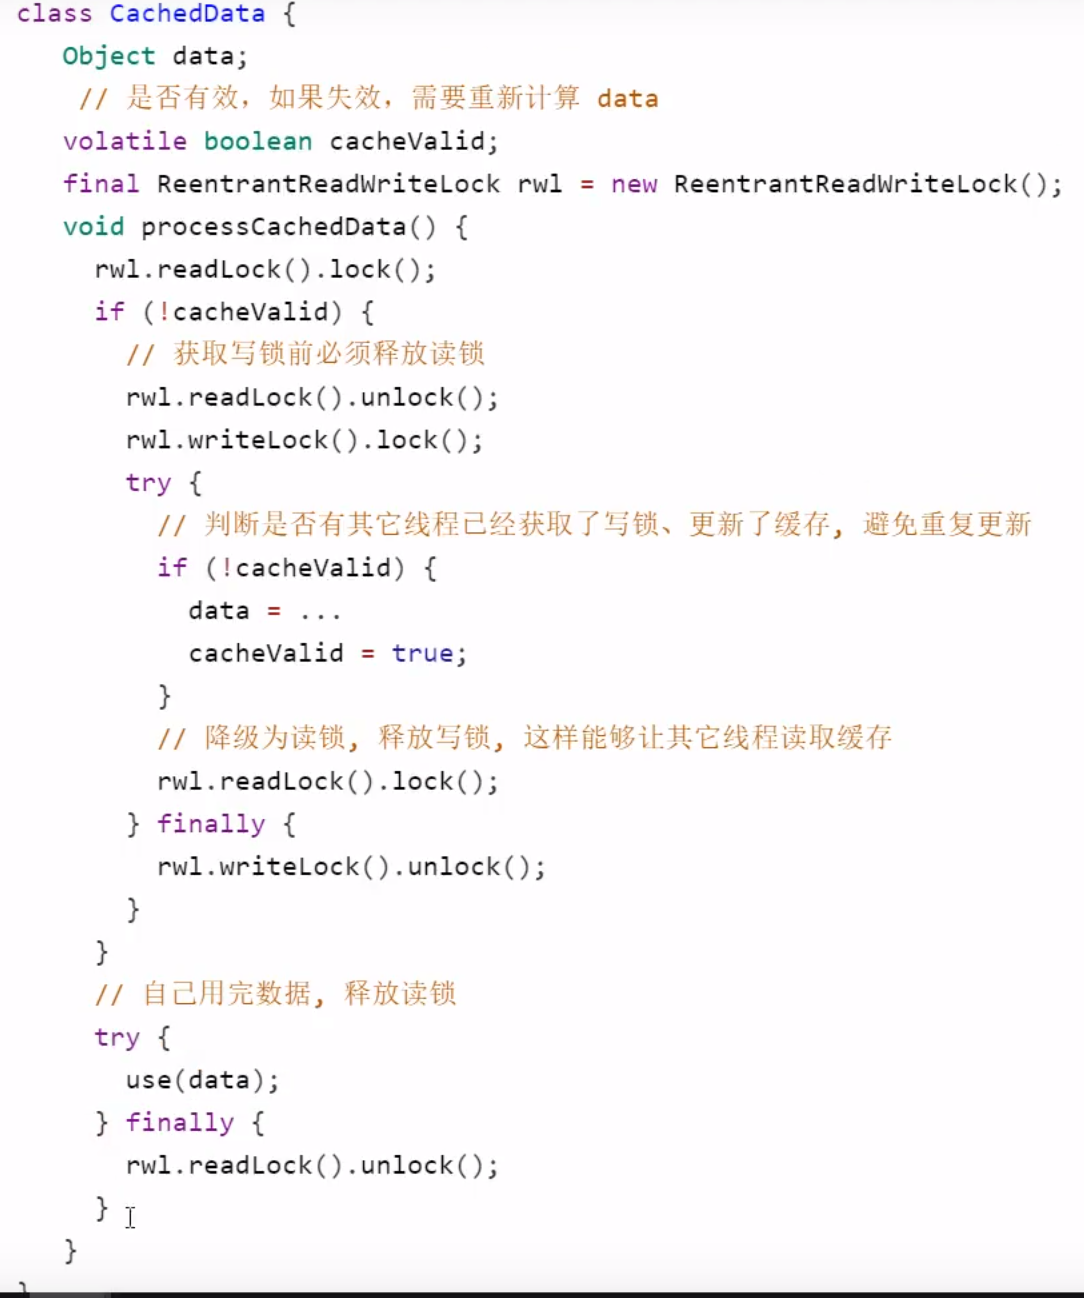 class CachedData {
Object data;
// 是否有效，如果失效，需要重新计算 data
volatile boolean cacheValid;
final ReentrantReadWriteLock rwl = new ReentrantReadWriteLock();
void processCachedData() {
rwl.readLock().lock();
if (!cacheValid) {
// 获取写锁前必须释放读锁
rwl.readLock().unlock();
rwl.writeLock().lock();
try {
// 判断是否有其它线程已经获取了写锁、更新了缓存, 避免重复更新
if (!cacheValid) {
data = ...
cacheValid = true;
}
// 降级为读锁, 释放写锁, 这样能够让其它线程读取缓存
rwl.readLock().lock();
} finally {
rwl.writeLock().unlock();
}
}
// 自己用完数据, 释放读锁
try {
use(data);
} finally {
rwl.readLock().unlock();
}
}
}